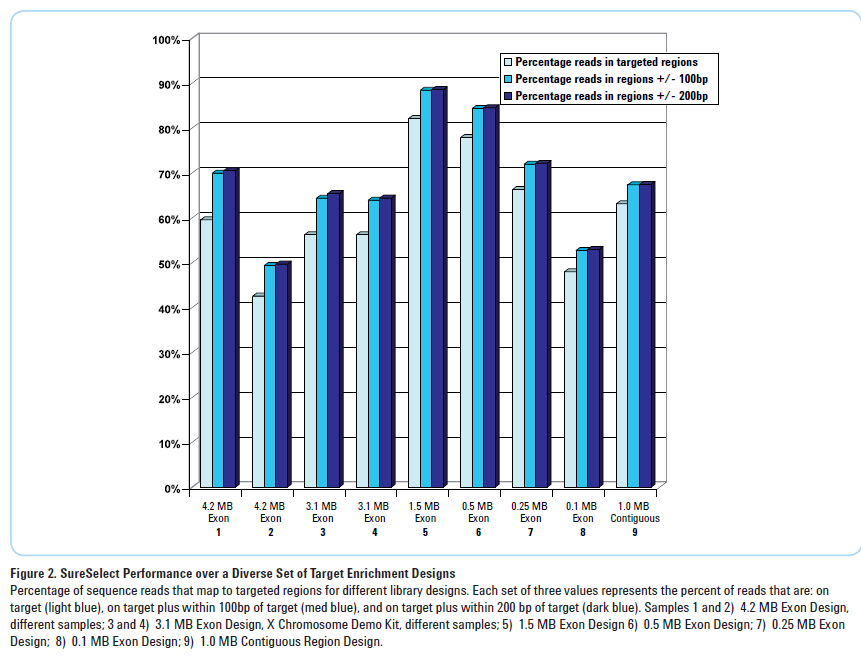 100%
90%
80%
70%
60%
50%
40%
30%
20%
10%
0%
Percentage reads in targeted regions
Percentage reads in regions +/- 100bp
Percentage reads in regions +/- 200bp
4.2 MB 4.2 MB 3.1 MB 3.1 MB 1.5 MB 0.5 MB 0.25 MB 0.1 MB 1.0 MB
Exon Exon Exon Exon Exon Exon Exon Exon Contiguous
1 2 3 4 5 6 7 8 9
Figure 2. SureSelect Performance over a Diverse Set of Target Enrichment Designs
Percentage of sequence reads that map to targeted regions for different library designs. Each set of three values represents the percent of reads that are: on
target (light blue), on target plus within 100bp of target (med blue), and on target plus within 200 bp of target (dark blue). Samples 1 and 2) 4.2 MB Exon Design,
different samples; 3 and 4) 3.1 MB Exon Design, X Chromosome Demo Kit, different samples; 5) 1.5 MB Exon Design 6) 0.5 MB Exon Design; 7) 0.25 MB Exon
Design; 8) 0.1 MB Exon Design; 9) 1.0 MB Contiguous Region Design.